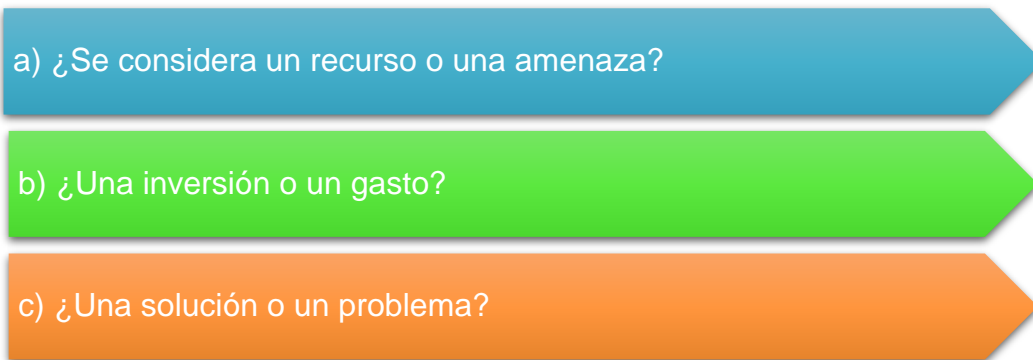 a) ¿Se considera un recurso o una amenaza?
b) ¿Una inversión o un gasto?
c) ¿Una solución o un problema?